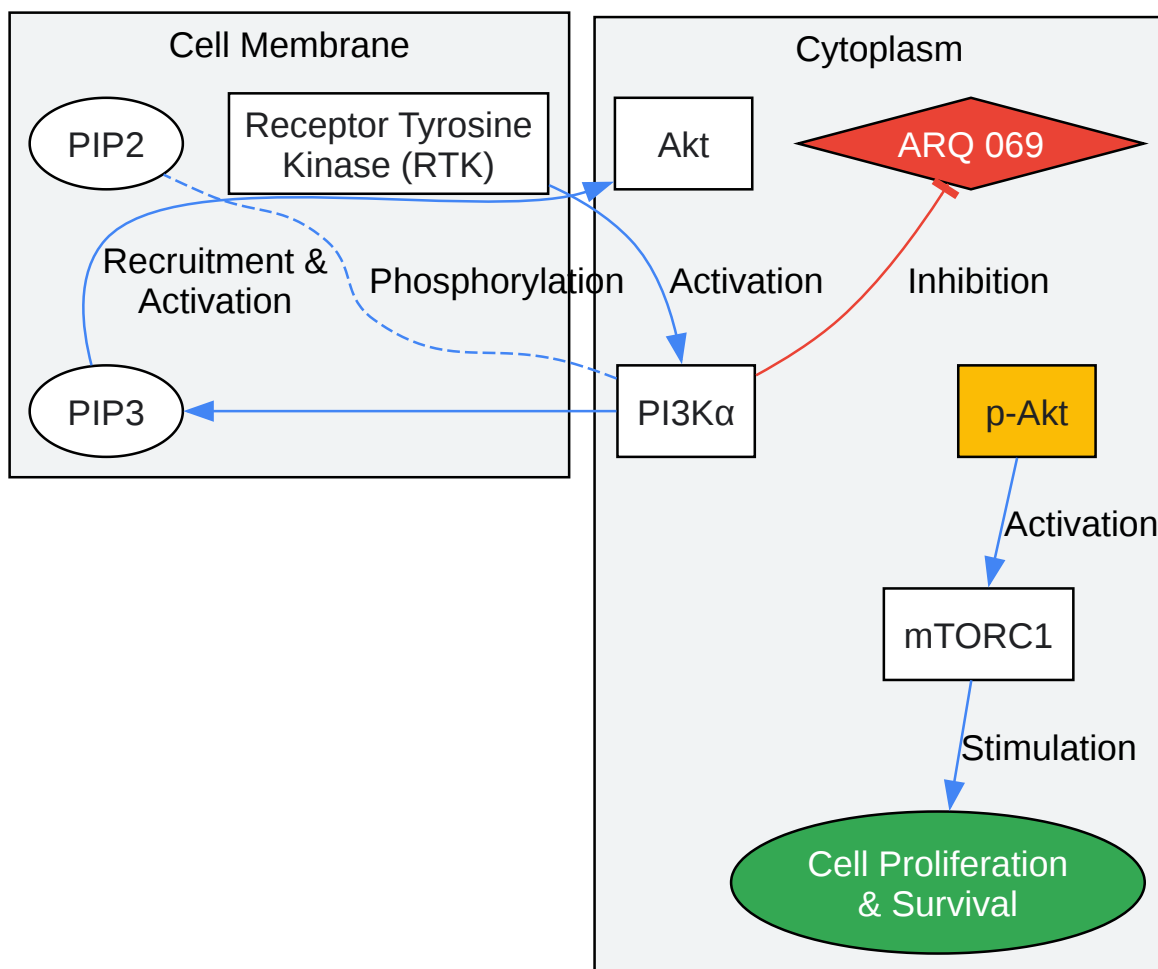 Cell Membrane
Cytoplasm
PIP2
Receptor Tyrosine
Kinase (RTK)
Akt
ARQ 069
Recruitment &
Activation
Phosphorylation
Activation
Inhibition
PIP3
PI3Kα
p-Akt
Activation
mTORC1
Stimulation
Cell Proliferation
& Survival